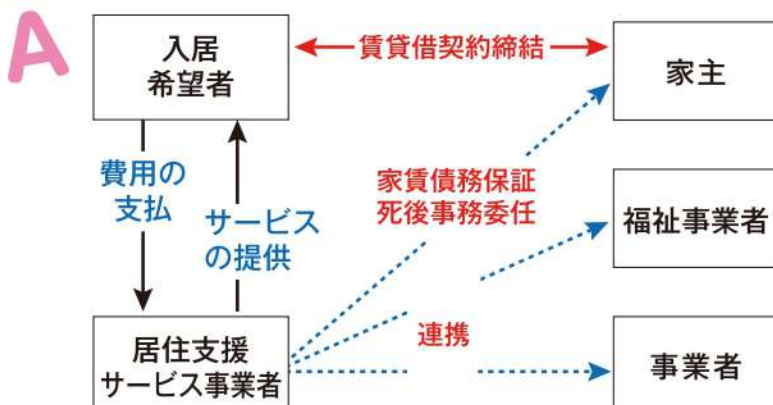 A
入居
希望者
賃貸借契約締結
家主
費用の
支払
サービス
の提供
家賃債務保証
死後事務委任
福祉事業者
連携
居住支援
サービス事業者
事業者